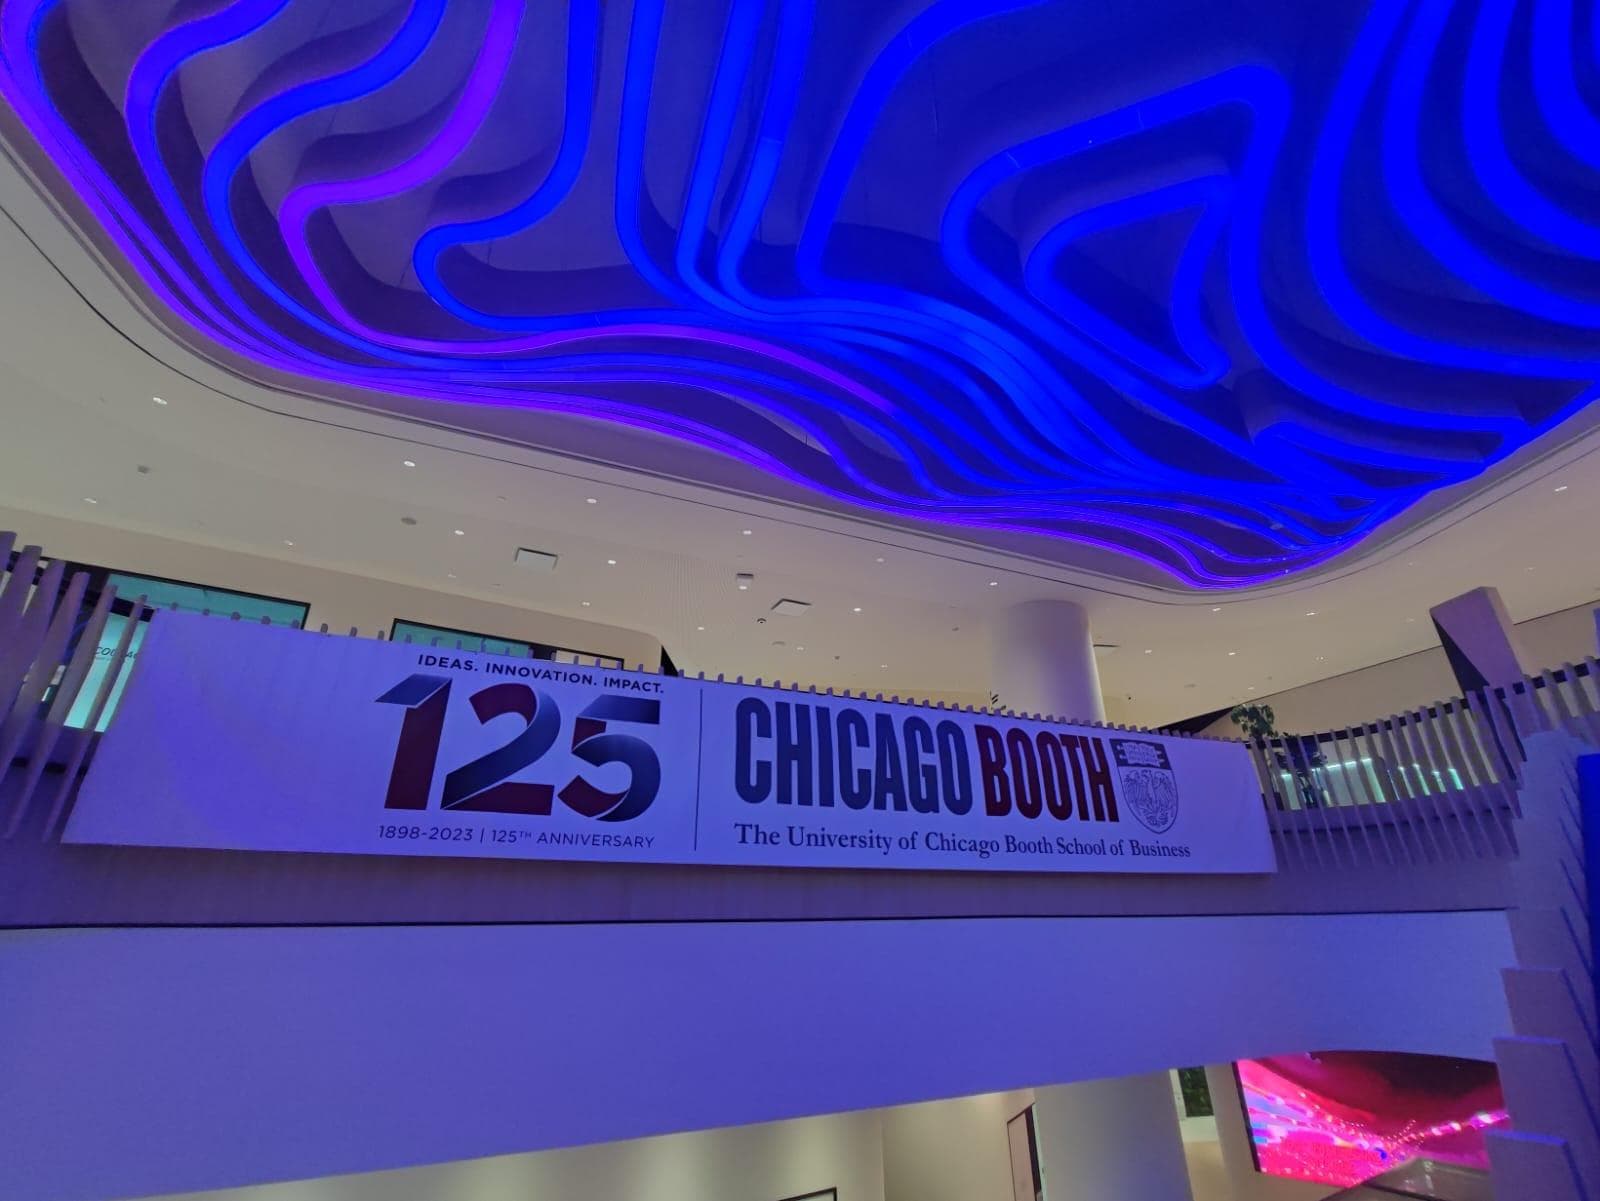 IDEAS. INNOVATION. IMPACT.
125
1898-2023 | 125TH ANNIVERSARY
CHICAGO BOOTH
The University of Chicago Booth School of Business